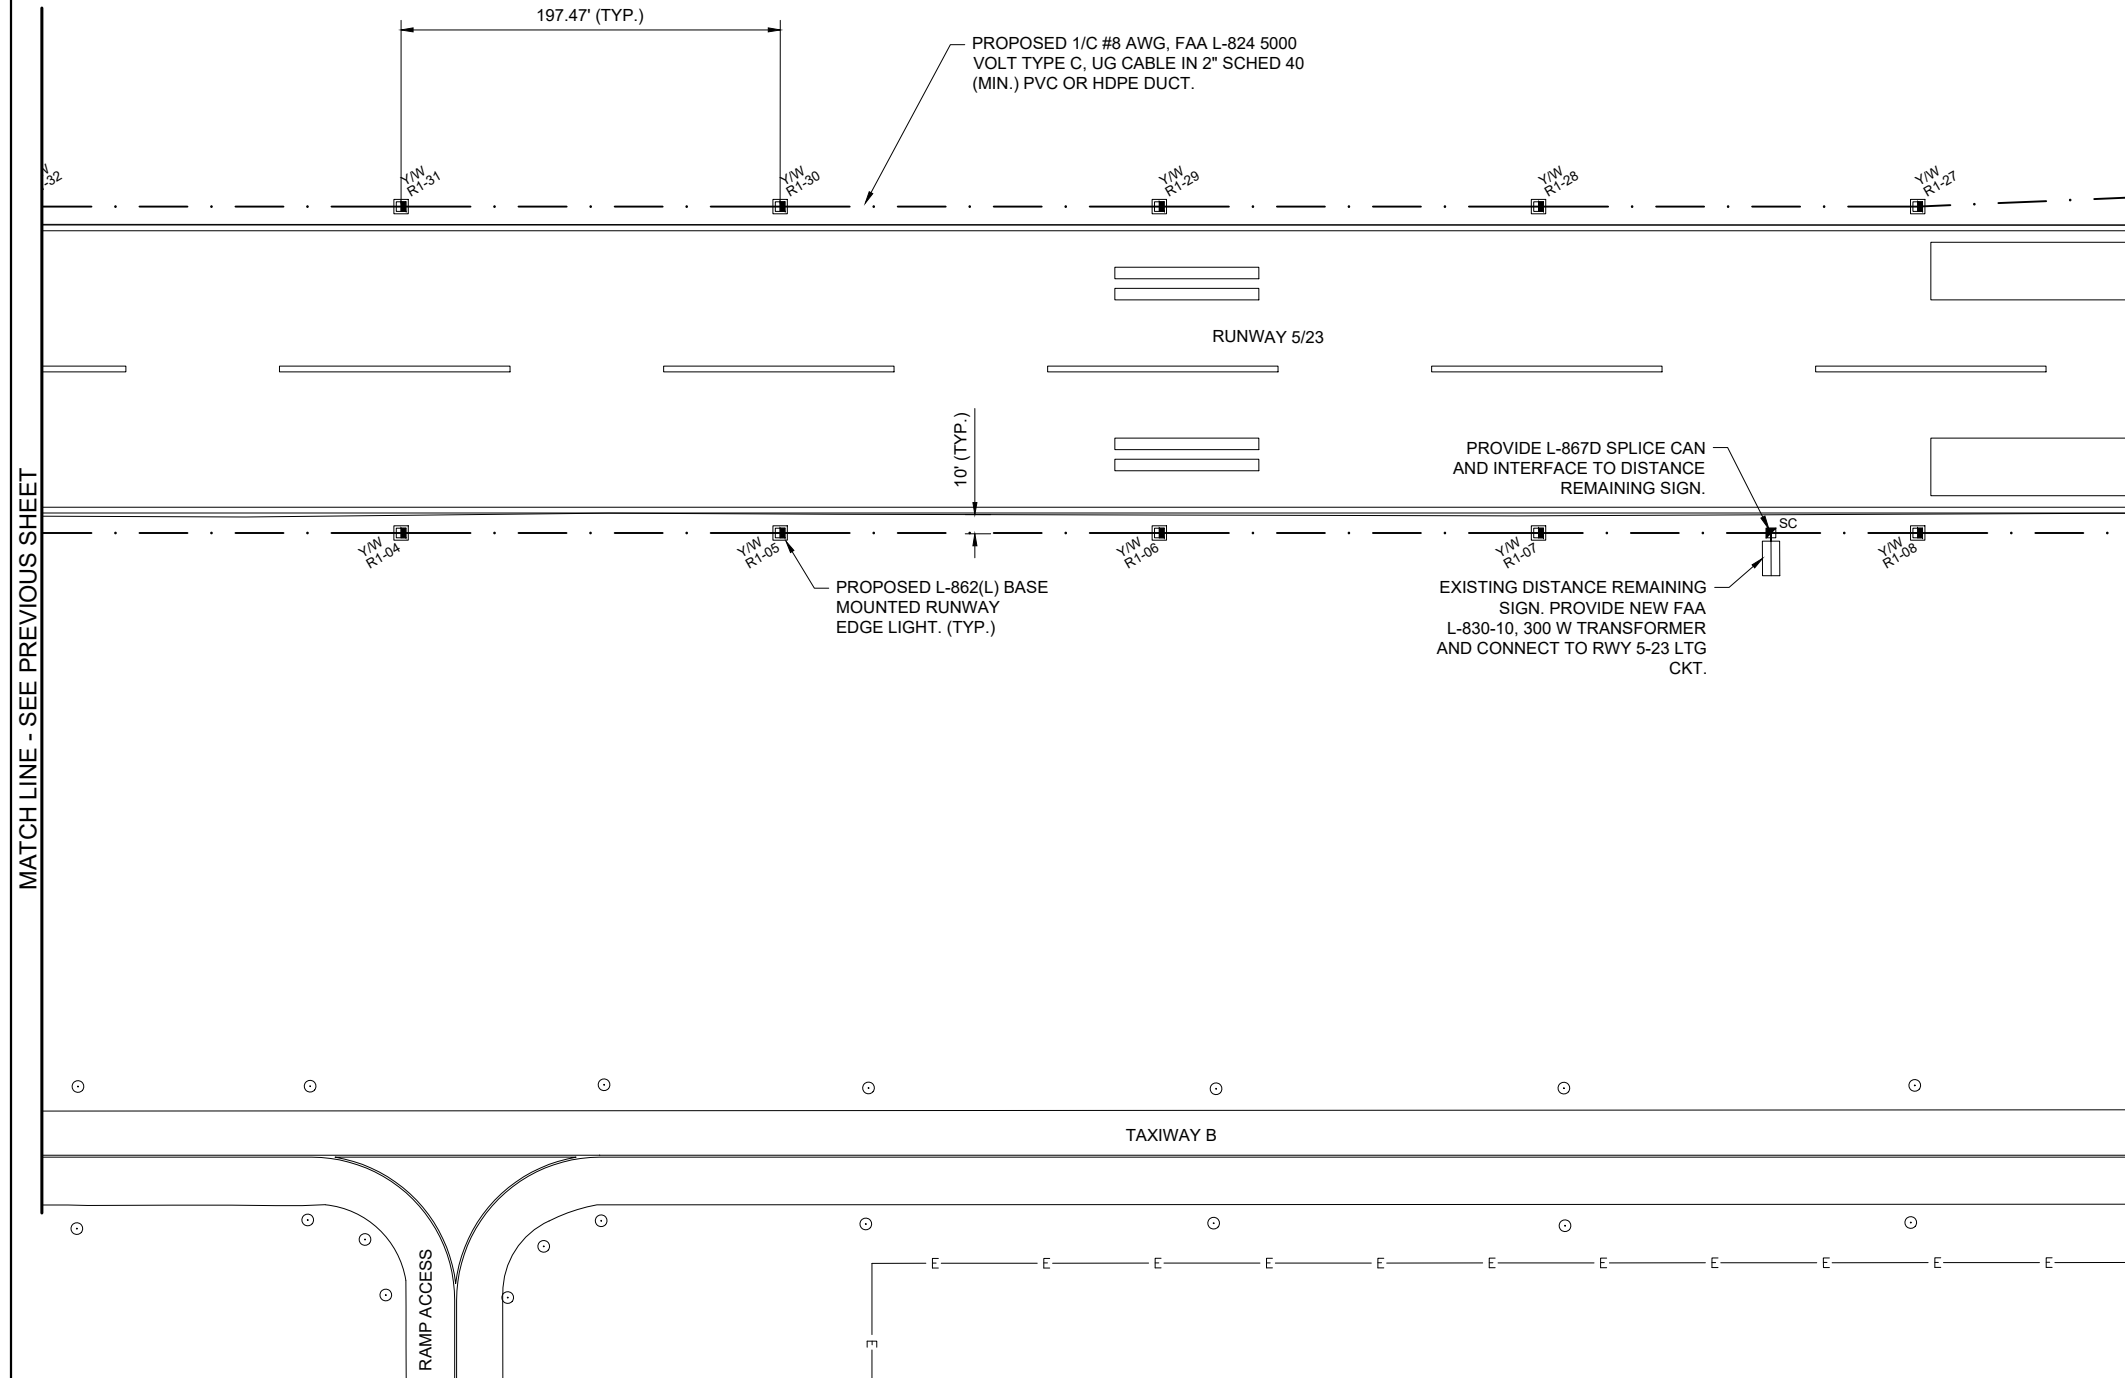 197.47' (TYP.)
PROPOSED 1/C #8 AWG, FAA L-824 5000
VOLT TYPE C, UG CABLE IN 2" SCHED 40
(MIN.) PVC OR HDPE DUCT.
-32
Y/W
R1-31
Y/W
R1-30
Y/W
R1-29
Y/W
R1-28
Y/W
R1-27
RUNWAY 5/23
10' (TYP.)
PROVIDE L-867D SPLICE CAN
AND INTERFACE TO DISTANCE
REMAINING SIGN.
SC
Y/W
R1-04
Y/W
R1-05
Y/W
R1-06
Y/W
R1-07
Y/W
R1-08
PROPOSED L-862(L) BASE
MOUNTED RUNWAY
EDGE LIGHT. (TYP.)
EXISTING DISTANCE REMAINING
SIGN. PROVIDE NEW FAA
L-830-10, 300 W TRANSFORMER
AND CONNECT TO RWY 5-23 LTG
CKT.
MATCH LINE - SEE PREVIOUS SHEET
TAXIWAY B
RAMP ACCESS
E E E E E E E E E E E
E